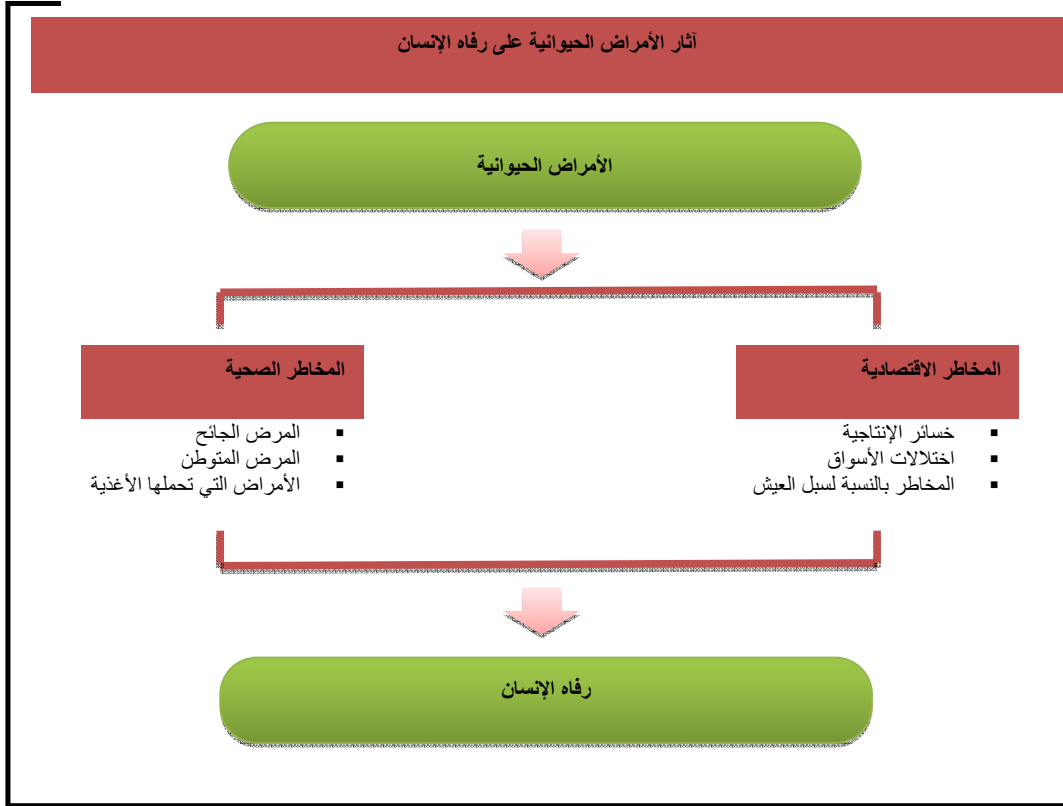 آثار الأمراض الحيوانية على رفاه الإنسان
الأمراض الحيوانية
المخاطر الاقتصادية
▪ خسائر الإنتاجية
▪ اختلالات الأسواق
▪ المخاطر بالنسبة لسبل العيش
المخاطر الصحية
▪ المرض الجائح
▪ المرض المتوطن
▪ الأمراض التي تحملها الأغذية
رفاه الإنسان